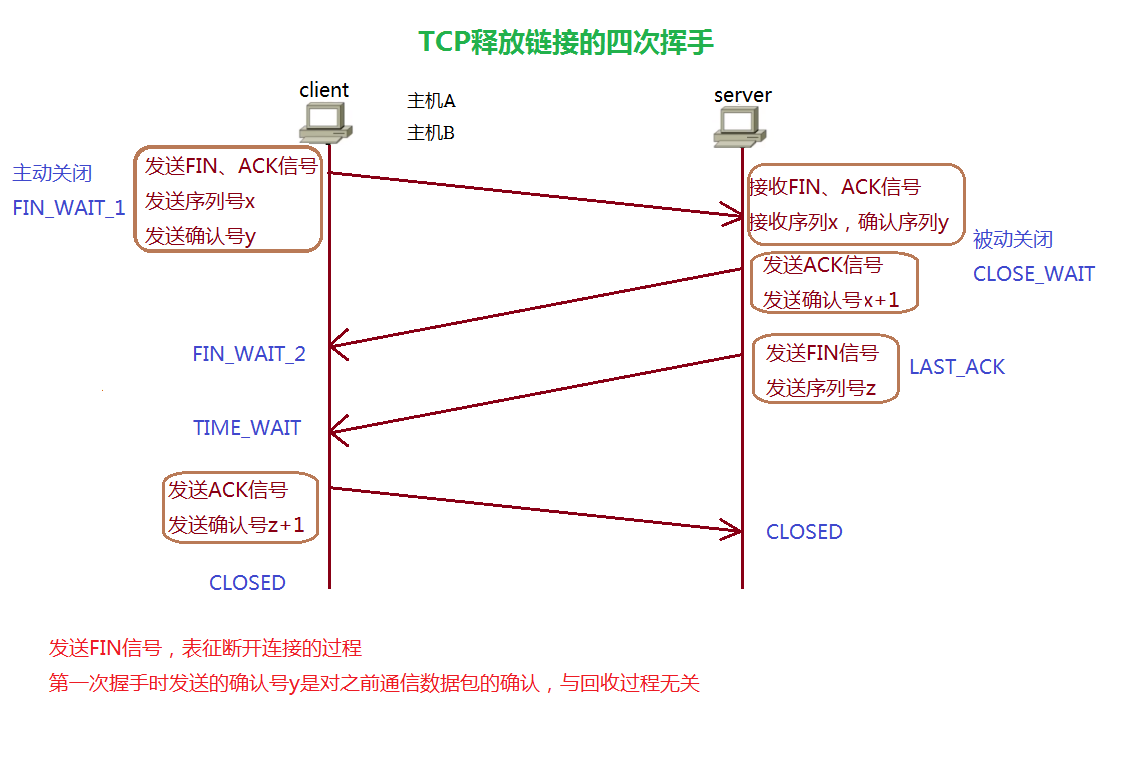 TCP释放链接的四次挥手
client
主机A
主机B
server
主动关闭
FIN_WAIT_1
发送FIN、ACK信号
发送序列号x
发送确认号y
接收FIN、ACK信号
接收序列x，确认序列y
被动关闭
CLOSE_WAIT
发送ACK信号
发送确认号x+1
FIN_WAIT_2
发送FIN信号
发送序列号z
LAST_ACK
TIME_WAIT
发送ACK信号
发送确认号z+1
CLOSED
CLOSED
发送FIN信号，表征断开连接的过程
第一次握手时发送的确认号y是对之前通信数据包的确认，与回收过程无关